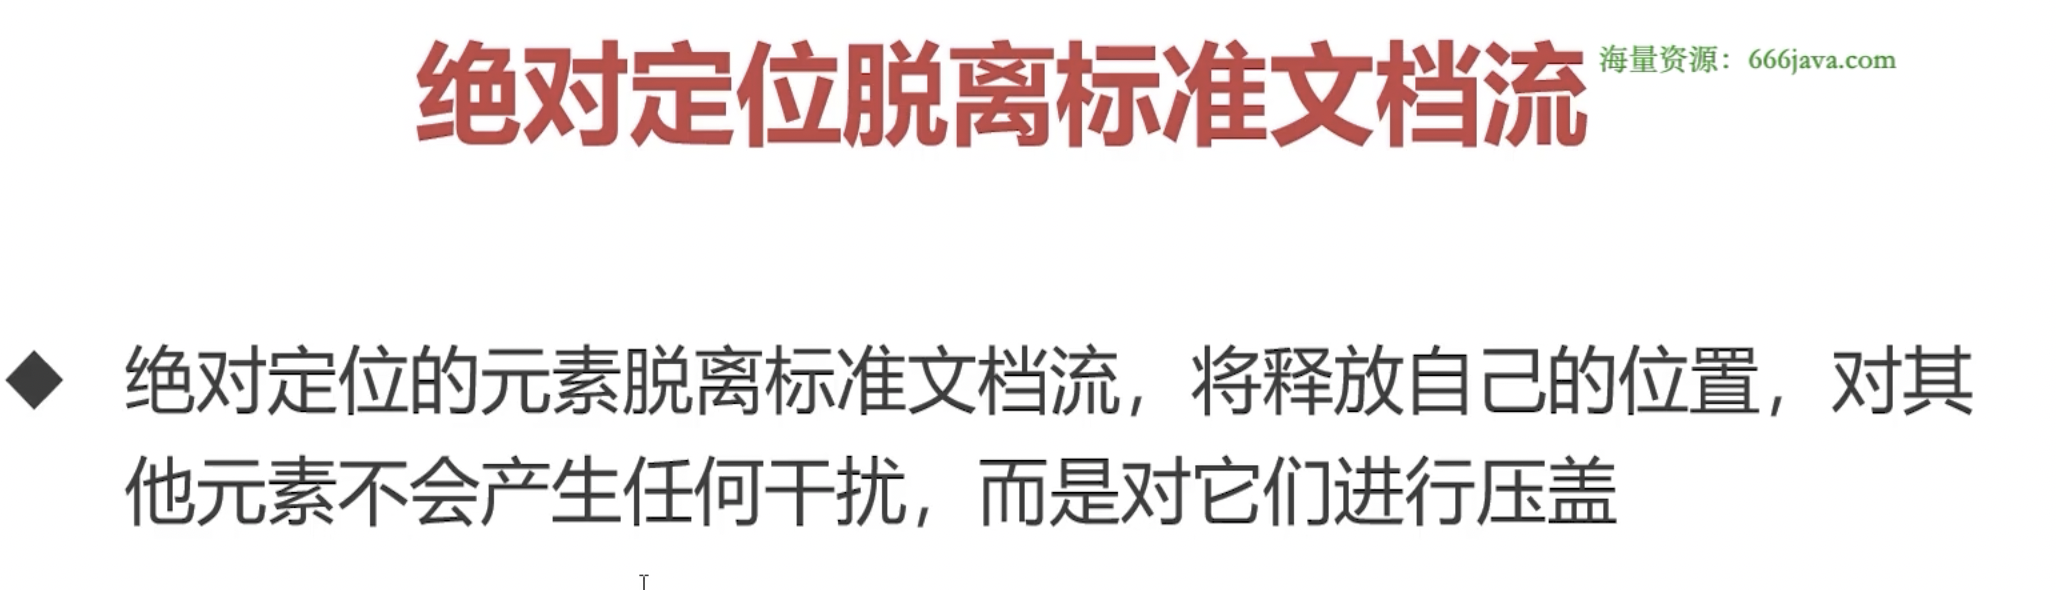 绝对定位脱离标准文档流
海量资源：666java.com
◆ 绝对定位的元素脱离标准文档流，将释放自己的位置，对其
他元素不会产生任何干扰，而是对它们进行压盖